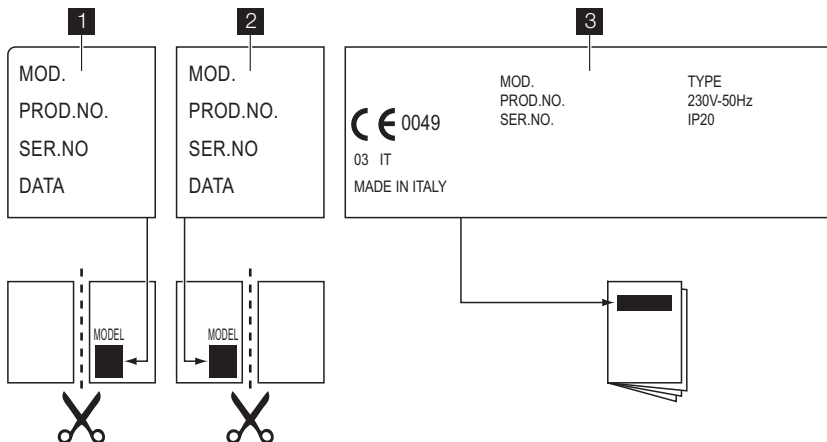 1
MOD.
PROD.NO.
SER.NO
DATA
MODEL
2
MOD.
PROD.NO.
SER.NO
DATA
MODEL
3
CE 0049
03 IT
MADE IN ITALY
MOD.
PROD.NO.
SER.NO.
TYPE
230V-50Hz
IP20